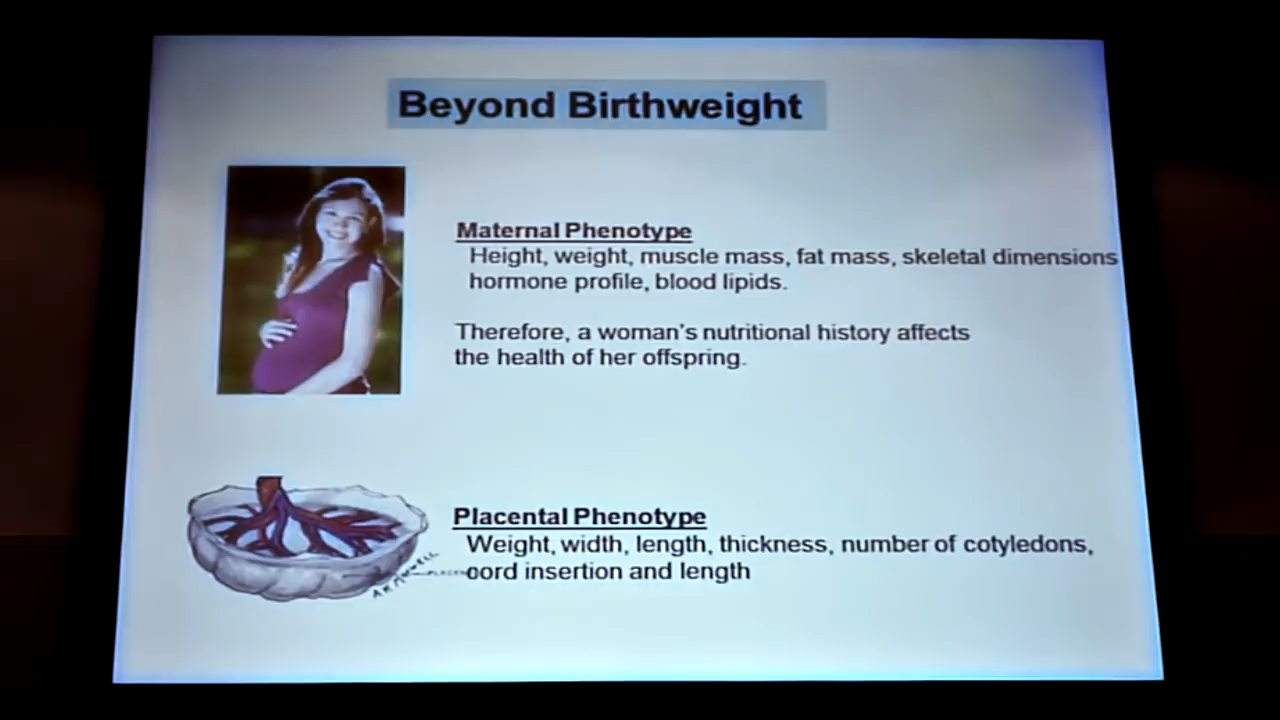 Beyond Birthweight
Maternal Phenotype
Height, weight, muscle mass, fat mass, skeletal dimensions
hormone profile, blood lipids.
Therefore, a woman's nutritional history affects
the health of her offspring.
Placental Phenotype
Weight, width, length, thickness, number of cotyledons,
cord insertion and length